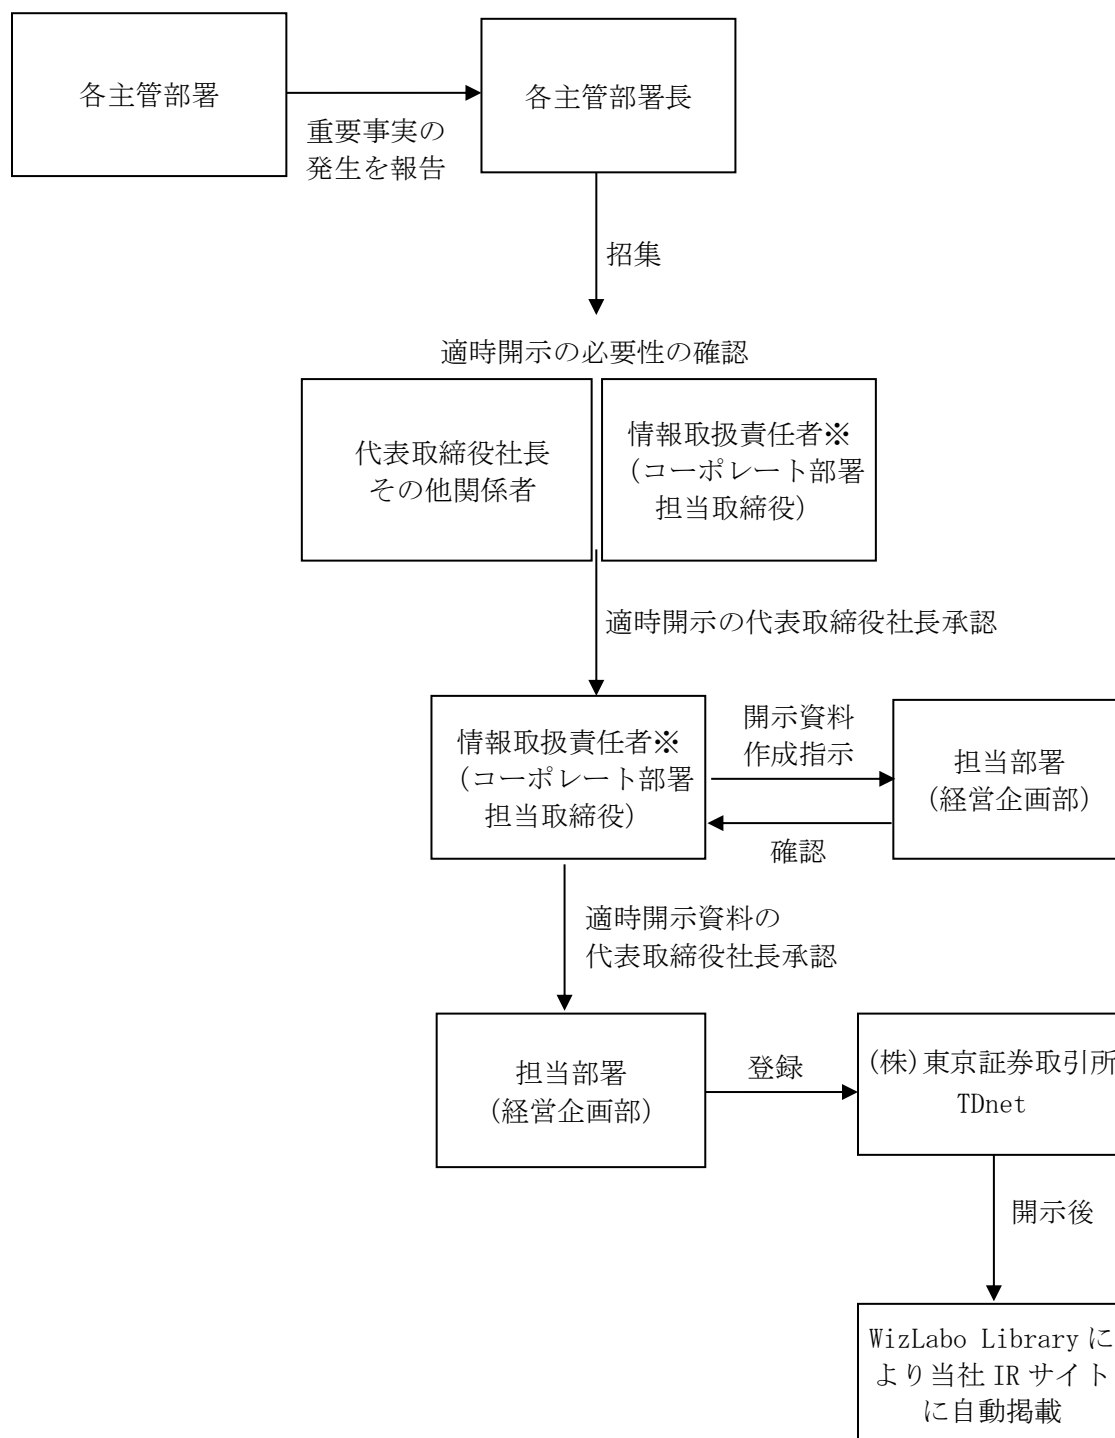 各主管部署
各主管部署長
重要事実の
発生を報告
招集
適時開示の必要性の確認
代表取締役社長
その他関係者
情報取扱責任者※
(コーポレート部署
担当取締役)
適時開示の代表取締役社長承認
情報取扱責任者※
(コーポレート部署
担当取締役)
開示資料
作成指示
確認
担当部署
(経営企画部)
適時開示資料の
代表取締役社長承認
担当部署
(経営企画部)
登録
(株)東京証券取引所
TDnet
開示後
WizLabo Library に
より当社 IR サイト
に自動掲載